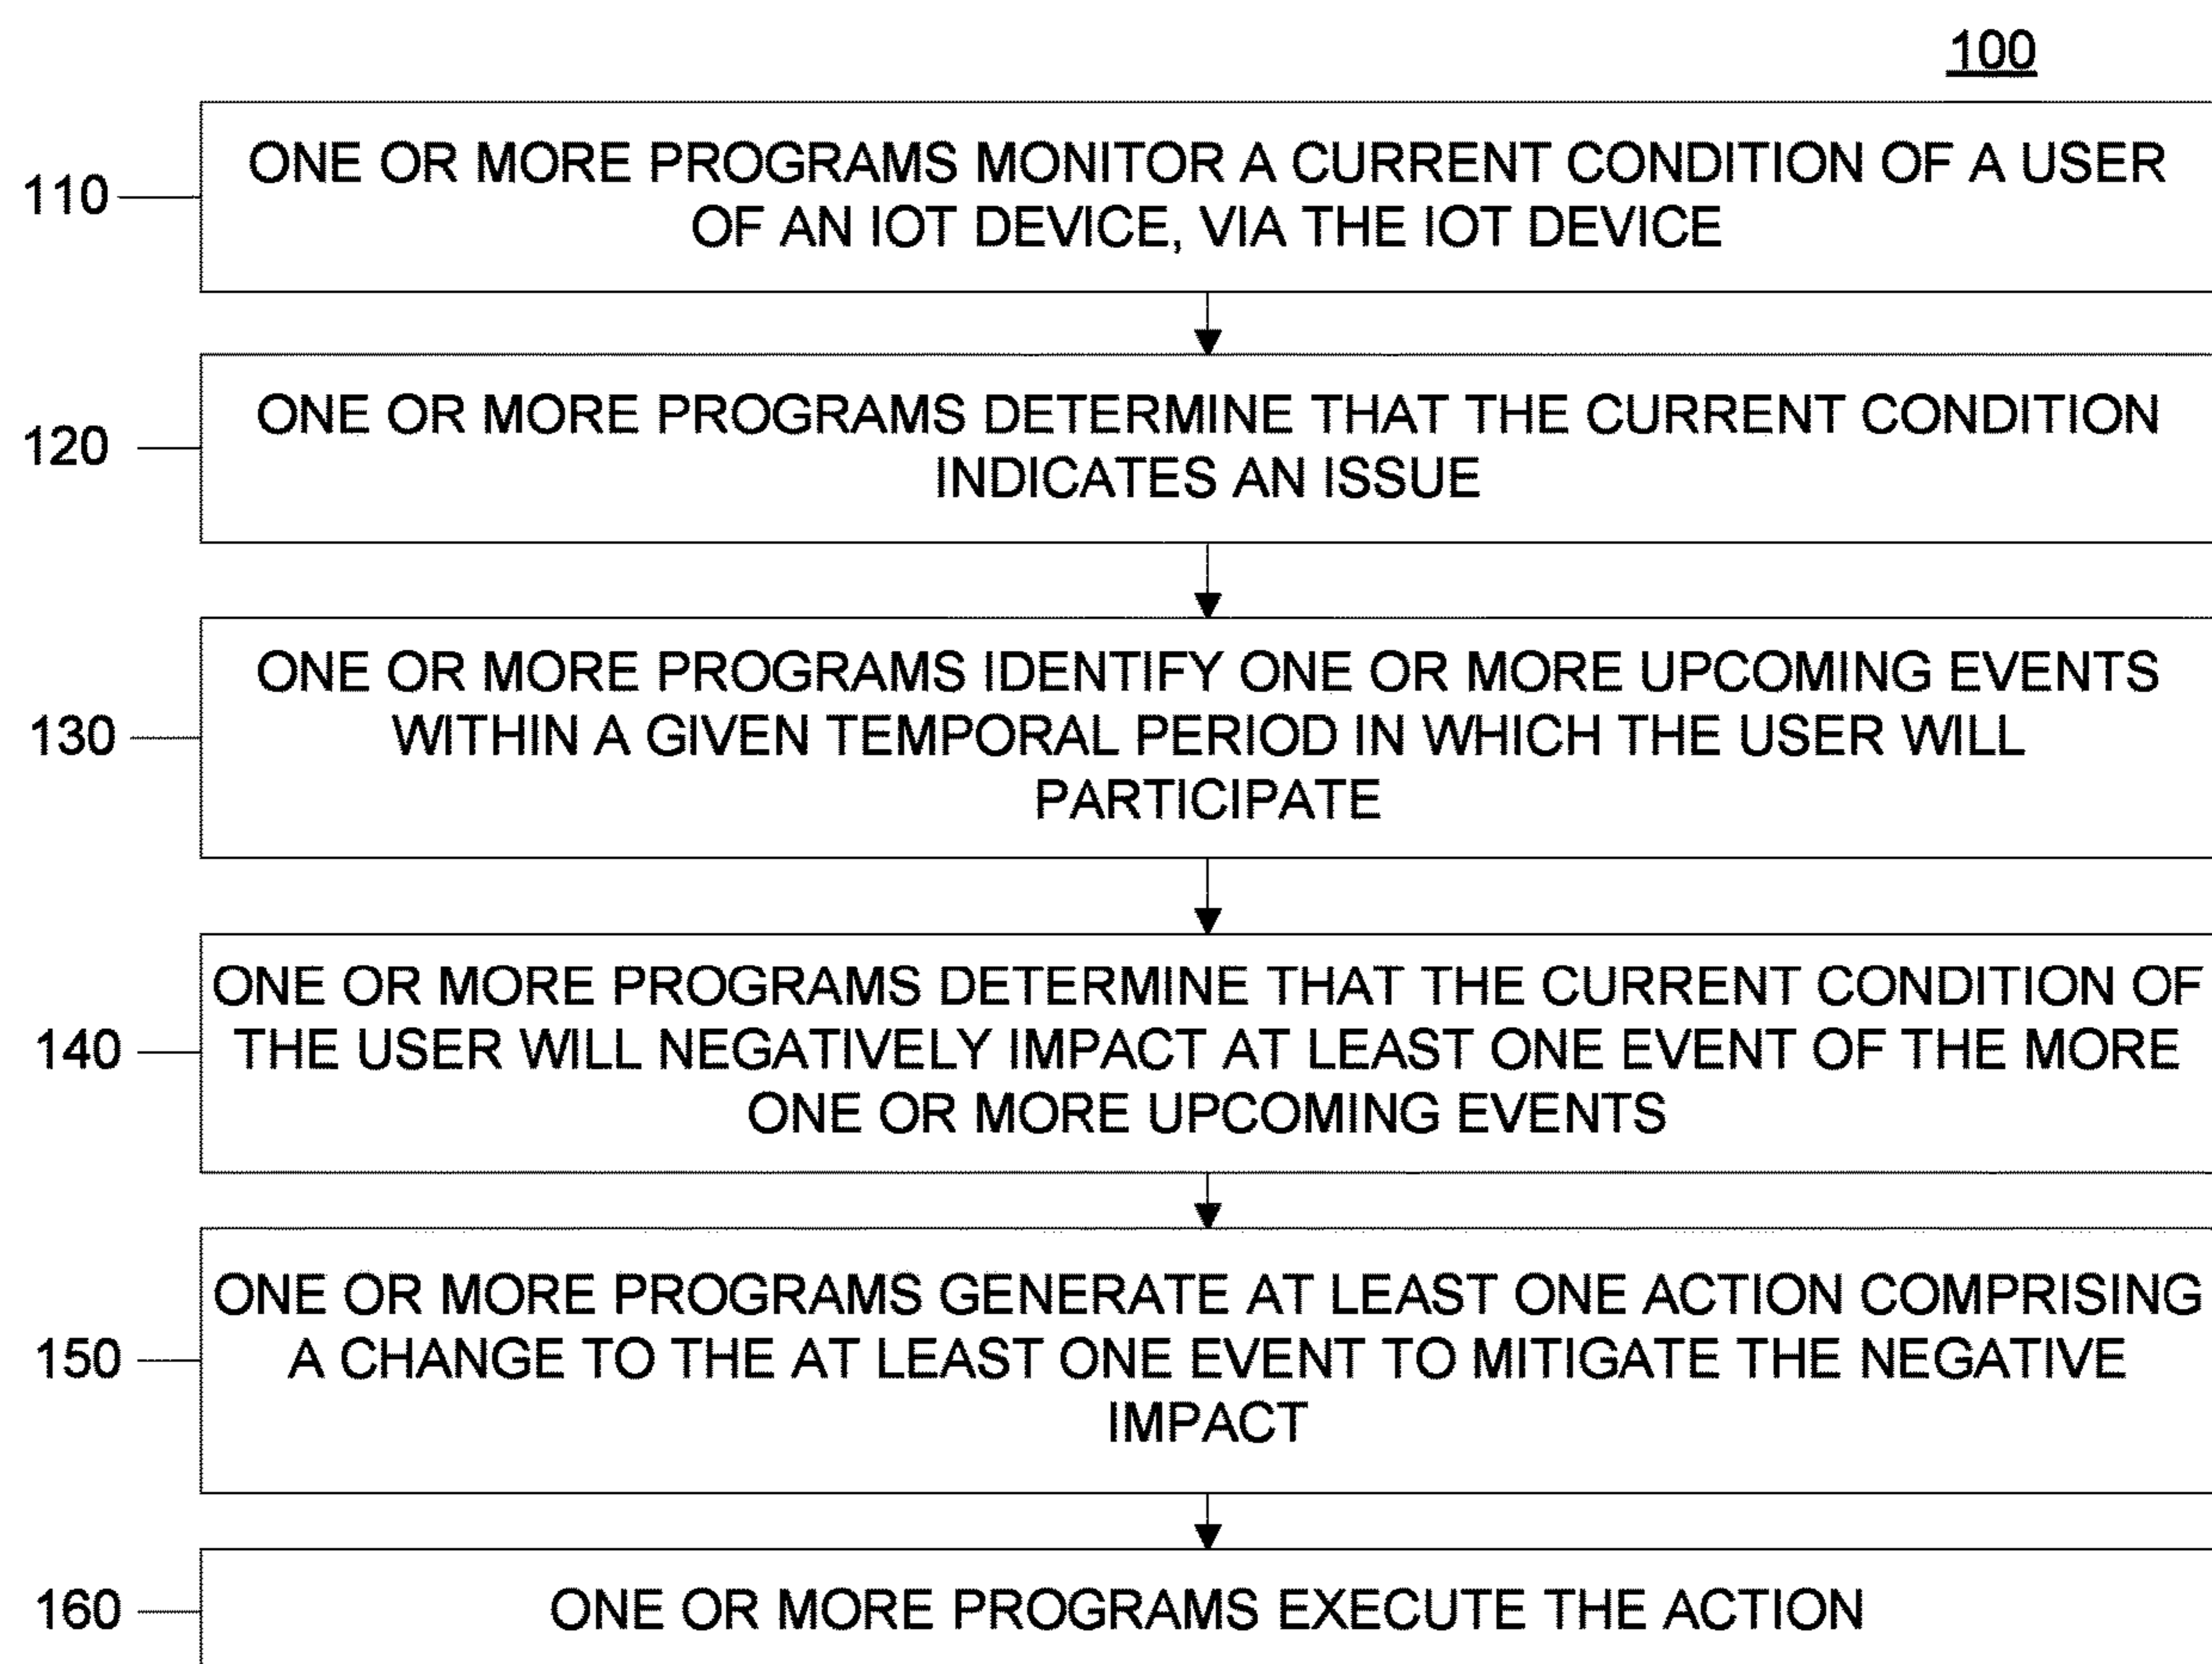 100
110
ONE OR MORE PROGRAMS MONITOR A CURRENT CONDITION OF A USER
OF AN IOT DEVICE, VIA THE IOT DEVICE
120
ONE OR MORE PROGRAMS DETERMINE THAT THE CURRENT CONDITION
INDICATES AN ISSUE
130
ONE OR MORE PROGRAMS IDENTIFY ONE OR MORE UPCOMING EVENTS
WITHIN A GIVEN TEMPORAL PERIOD IN WHICH THE USER WILL
PARTICIPATE
140
ONE OR MORE PROGRAMS DETERMINE THAT THE CURRENT CONDITION OF
THE USER WILL NEGATIVELY IMPACT AT LEAST ONE EVENT OF THE MORE
ONE OR MORE UPCOMING EVENTS
150
ONE OR MORE PROGRAMS GENERATE AT LEAST ONE ACTION COMPRISING
A CHANGE TO THE AT LEAST ONE EVENT TO MITIGATE THE NEGATIVE
IMPACT
160
ONE OR MORE PROGRAMS EXECUTE THE ACTION